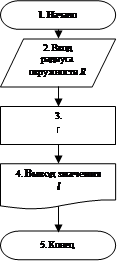 1. Начало
2. Ввод
радиуса
окружности R
3.
г
4. Вывод значения
l
5. Конец